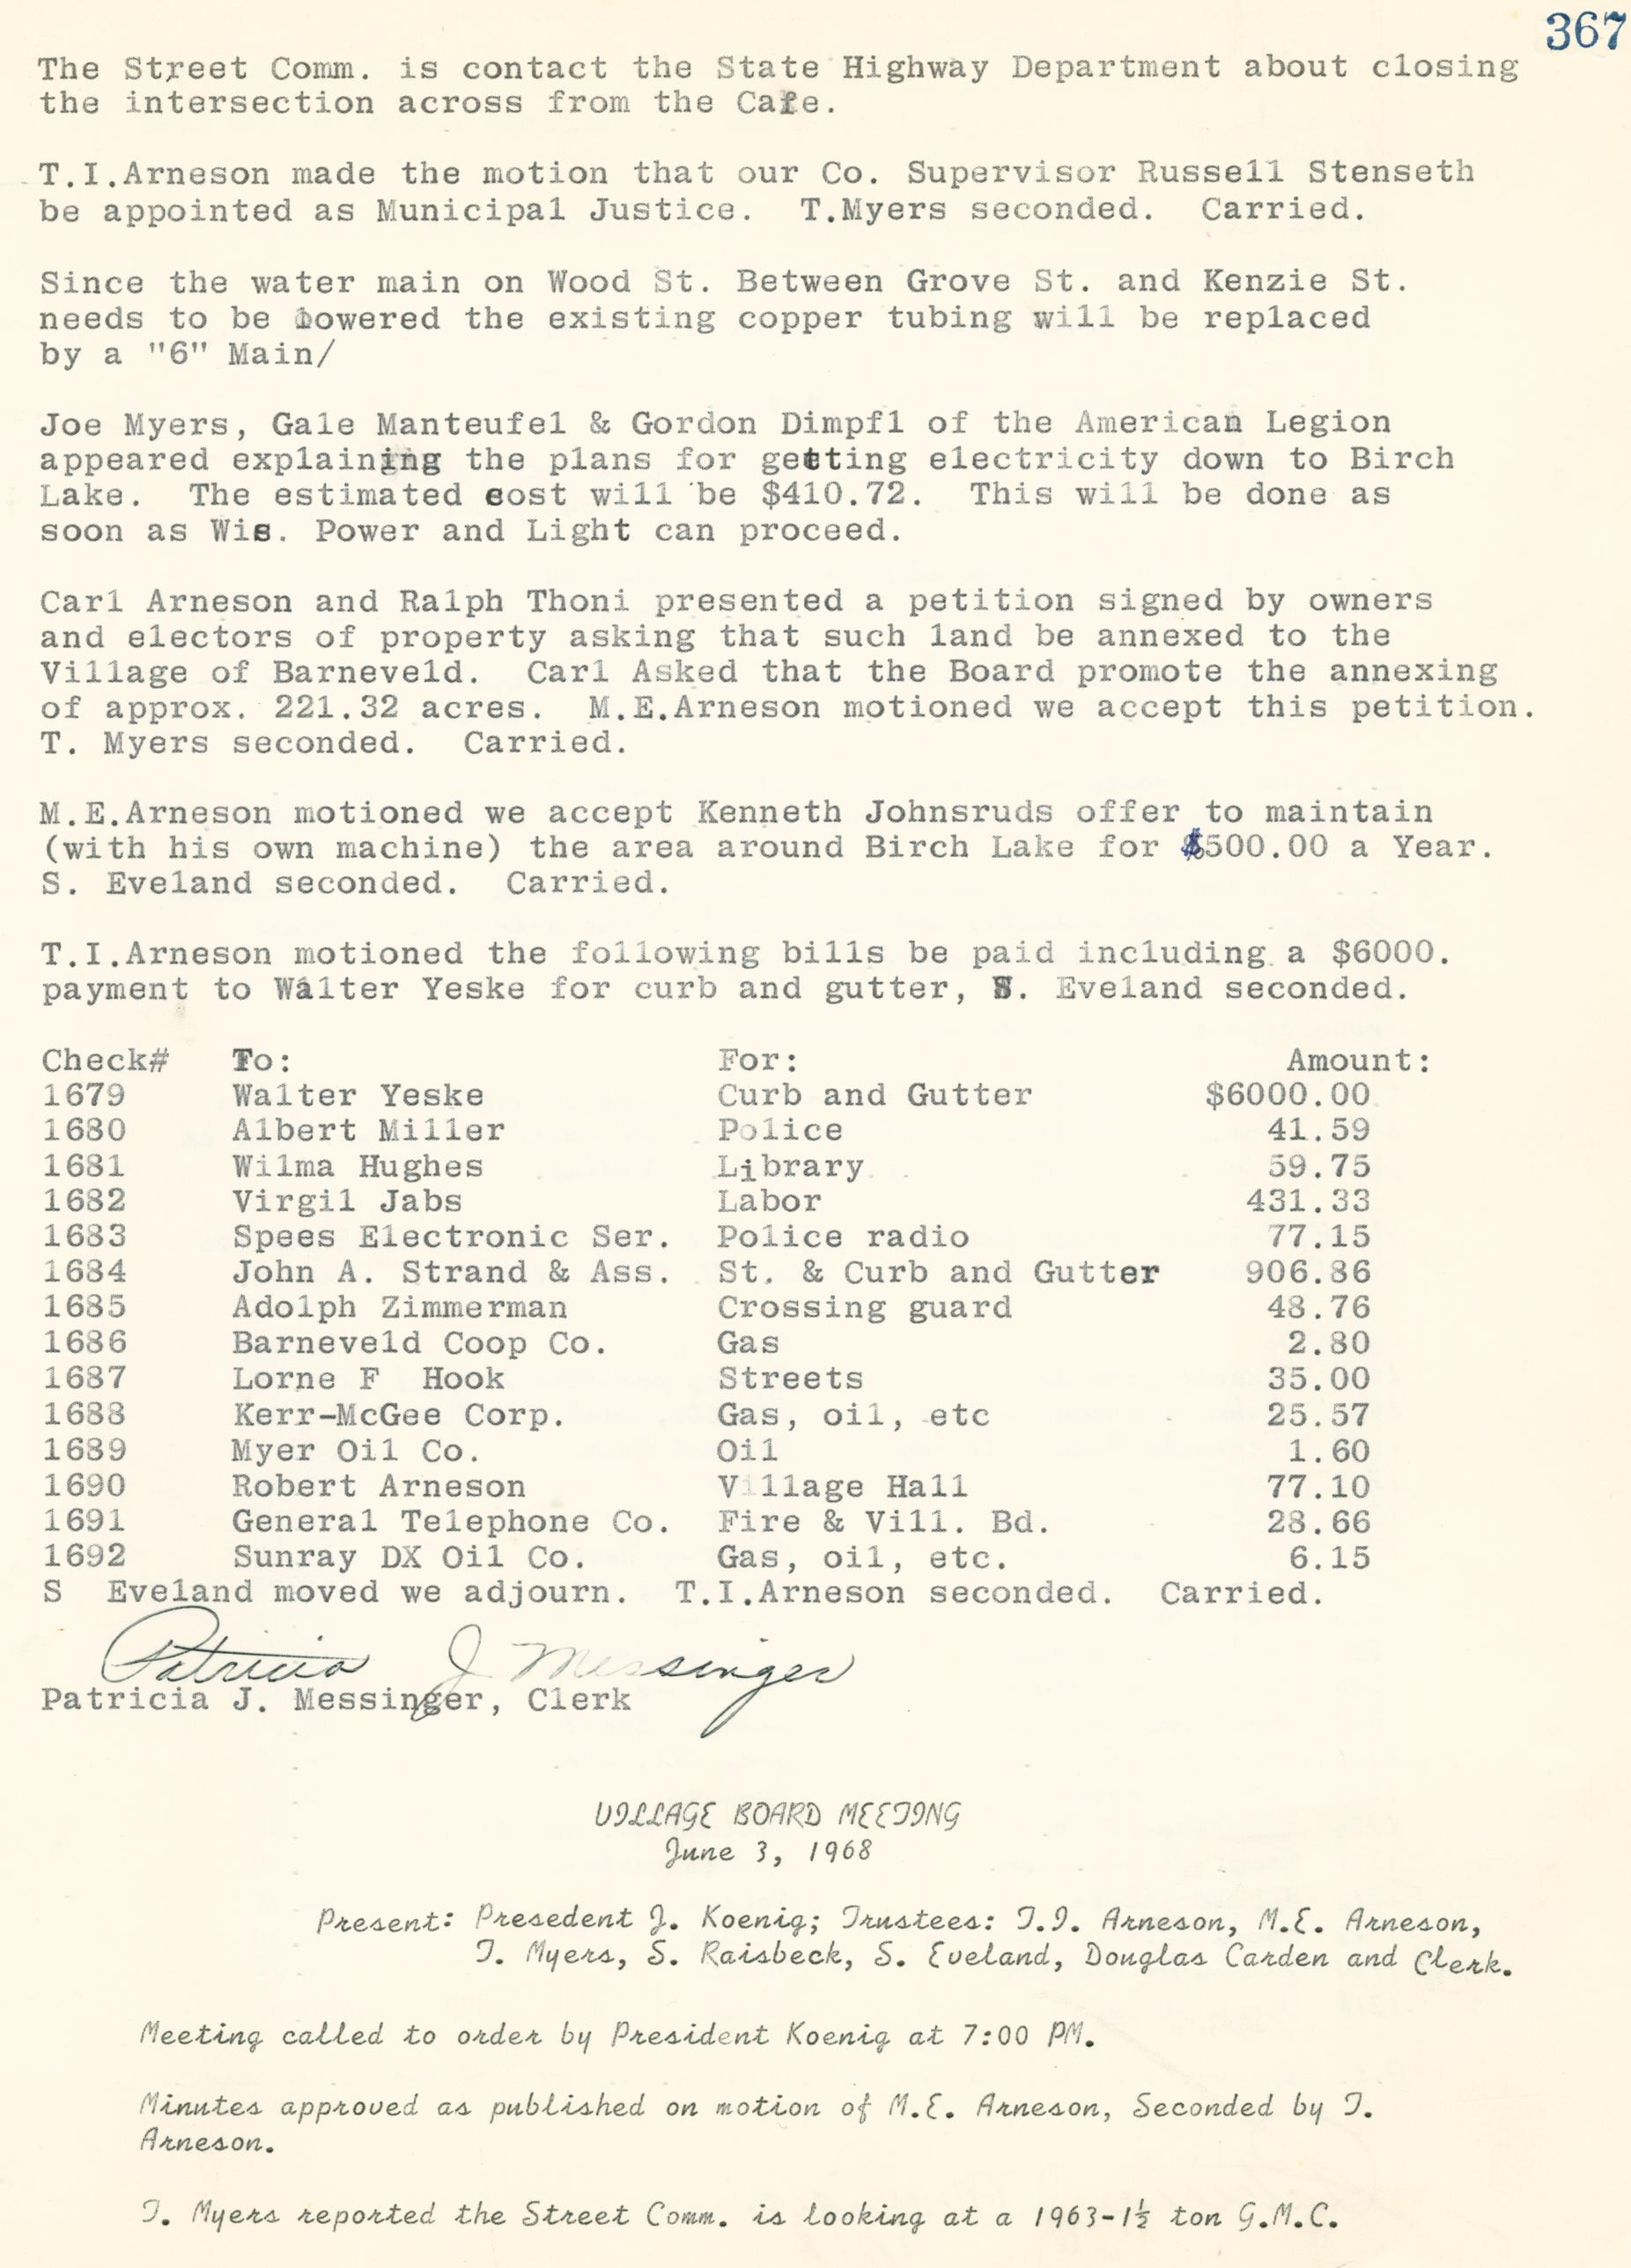 367
The Street Comm. is contact the State Highway Department about closing
the intersection across from the Cafe.
T.I.Arneson made the motion that our Co. Supervisor Russell Stenseth
be appointed as Municipal Justice. T.Myers seconded. Carried.
Since the water main on Wood St. Between Grove St. and Kenzie St.
needs to be lowered the existing copper tubing will be replaced
by a "6" Main/
Joe Myers, Gale Manteufel & Gordon Dimpfl of the American Legion
appeared explaining the plans for getting electricity down to Birch
Lake. The estimated cost will be $410.72. This will be done as
soon as Wis. Power and Light can proceed.
Carl Arneson and Ralph Thoni presented a petition signed by owners
and electors of property asking that such land be annexed to the
Village of Barneveld. Carl Asked that the Board promote the annexing
of approx. 221.32 acres. M.E.Arneson motioned we accept this petition.
T. Myers seconded. Carried.
M.E.Arneson motioned we accept Kenneth Johnsruds offer to maintain
(with his own machine) the area around Birch Lake for $500.00 a Year.
S. Eveland seconded. Carried.
T.I.Arneson motioned the following bills be paid including a $6000.
payment to Walter Yeske for curb and gutter, S. Eveland seconded.
Check# To: For: Amount:
1679 Walter Yeske Curb and Gutter $6000.00
1680 Albert Miller Police 41.59
1681 Wilma Hughes Library 59.75
1682 Virgil Jabs Labor 431.33
1683 Spees Electronic Ser. Police radio 77.15
1684 John A. Strand & Ass. St. & Curb and Gutter 906.86
1685 Adolph Zimmerman Crossing guard 48.76
1686 Barneveld Coop Co. Gas 2.80
1687 Lorne F Hook Streets 35.00
1688 Kerr-McGee Corp. Gas, oil, etc 25.57
1689 Myer Oil Co. Oil 1.60
1690 Robert Arneson Village Hall 77.10
1691 General Telephone Co. Fire & Vill. Bd. 28.66
1692 Sunray DX Oil Co. Gas, oil, etc. 6.15
S Eveland moved we adjourn. T.I.Arneson seconded. Carried.
Patricia J. Messinger
Patricia J. Messinger, Clerk
VILLAGE BOARD MEETING
June 3, 1968
Present: Presedent J. Koenig; Trustees: T.I. Arneson, M.E. Arneson,
T. Myers, S. Raisbeck, S. Eveland, Douglas Carden and Clerk.
Meeting called to order by President Koenig at 7:00 PM.
Minutes approved as published on motion of M.E. Arneson, Seconded by T.
Arneson.
T. Myers reported the Street Comm. is looking at a 1963-1½ ton G.M.C.